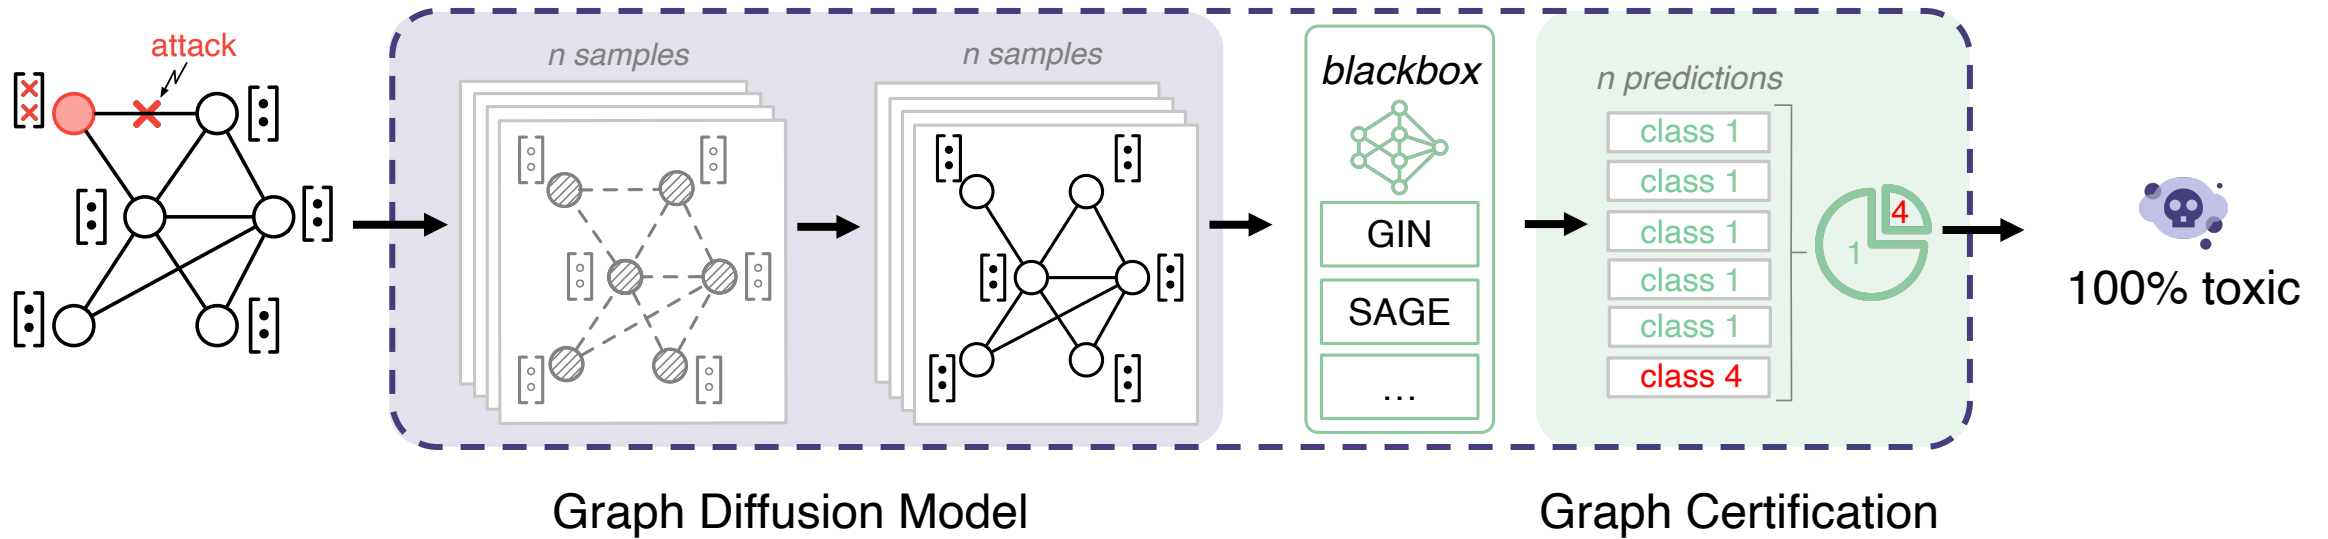 attack
n samples
n samples
blackbox
GIN
SAGE
...
n predictions
class 1
class 1
class 1
class 1
class 1
class 4
4
1
100% toxic
Graph Diffusion Model
Graph Certification